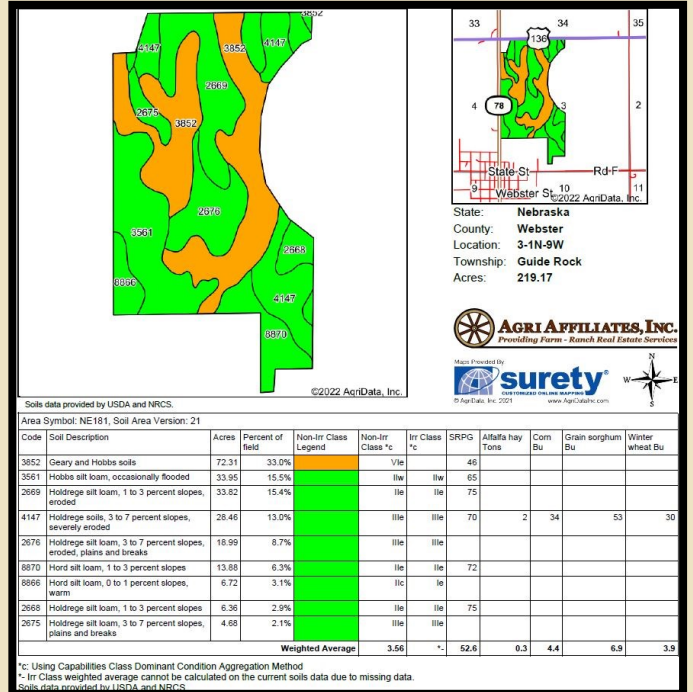 3852
4147
3852
4147
2669
2675
3852
2676
3561
2668
8866
4147
8870
©2022 AgriData, Inc.
33
34
35
136
4
78
3
2
State St
Rd F
9
Webster St
10
11
©2022 AgriData, Inc.
State: Nebraska
County: Webster
Location: 3-1N-9W
Township: Guide Rock
Acres: 219.17
AGRI AFFILIATES, INC.
Providing Farm - Ranch Real Estate Services
Maps Provided By
surety®
CUSTOMIZED ONLINE MAPPING
© AgriData, Inc. 2021 www.AgriDataInc.com
N
W E
S
Soils data provided by USDA and NRCS.
Area Symbol: NE181, Soil Area Version: 21
Code Soil Description Acres Percent of field Non-Irr Class Legend Non-Irr Class *c Irr Class *c SRPG Alfalfa hay Tons Corn Bu Grain sorghum Bu Winter wheat Bu
3852 Geary and Hobbs soils 72.31 33.0% VIe 46
3561 Hobbs silt loam, occasionally flooded 33.95 15.5% IIw IIw 65
2669 Holdrege silt loam, 1 to 3 percent slopes, eroded 33.82 15.4% IIe IIe 75
4147 Holdrege soils, 3 to 7 percent slopes, severely eroded 28.46 13.0% IIIe IIIe 70 2 34 53 30
2676 Holdrege silt loam, 3 to 7 percent slopes, eroded, plains and breaks 18.99 8.7% IIIe IIIe
8870 Hord silt loam, 1 to 3 percent slopes 13.88 6.3% IIe IIe 72
8866 Hord silt loam, 0 to 1 percent slopes, warm 6.72 3.1% IIc Ie
2668 Holdrege silt loam, 1 to 3 percent slopes 6.36 2.9% IIe IIe 75
2675 Holdrege silt loam, 3 to 7 percent slopes, plains and breaks 4.68 2.1% IIIe IIIe
Weighted Average 3.56 *- 52.6 0.3 4.4 6.9 3.9
*c: Using Capabilities Class Dominant Condition Aggregation Method
*- Irr Class weighted average cannot be calculated on the current soils data due to missing data.
Soils data provided by USDA and NRCS